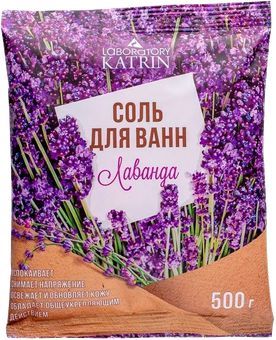 LABORATORY
KATRIN
СОЛЬ
ДЛЯ ВАНН
Лаванда
УСПОКАИВАЕТ
СНИМАЕТ НАПРЯЖЕНИЕ
ОСВЕЖАЕТ И ОБНОВЛЯЕТ КОЖУ
ОБЛАДАЕТ ОБЩЕУКРЕПЛЯЮЩИМ
ДЕЙСТВИЕМ
500 г